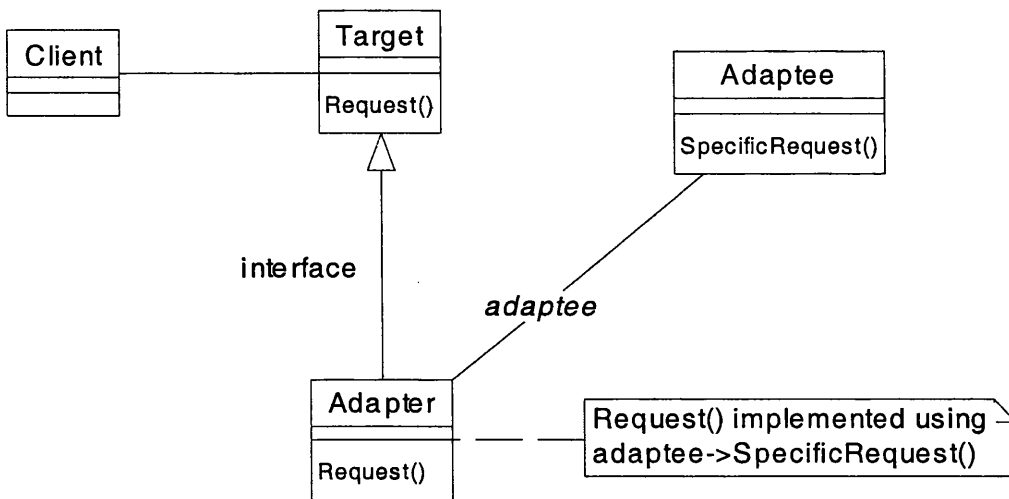 Client
Target
Request()
Adaptee
SpecificRequest()
interface
adaptee
Adapter
Request()
Request() implemented using
adaptee->SpecificRequest()